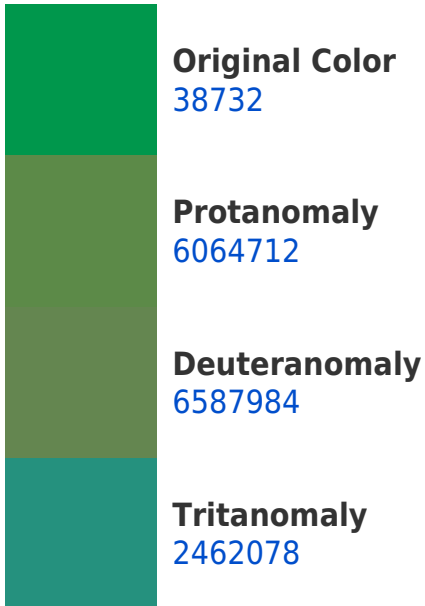 Original Color
38732
Protanomaly
6064712
Deuteranomaly
6587984
Tritanomaly
2462078